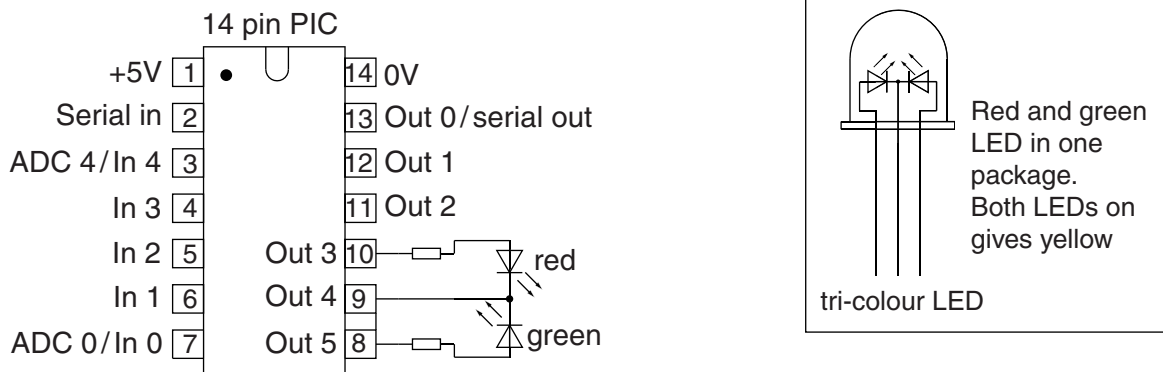 14 pin PIC
+5V 1 14 0V
Serial in 2 13 Out 0/serial out
ADC 4/In 4 3 12 Out 1
In 3 4 11 Out 2
In 2 5 Out 3 10 red
In 1 6 Out 4 9
ADC 0/In 0 7 Out 5 8 green
Red and green
LED in one
package.
Both LEDs on
gives yellow
tri-colour LED